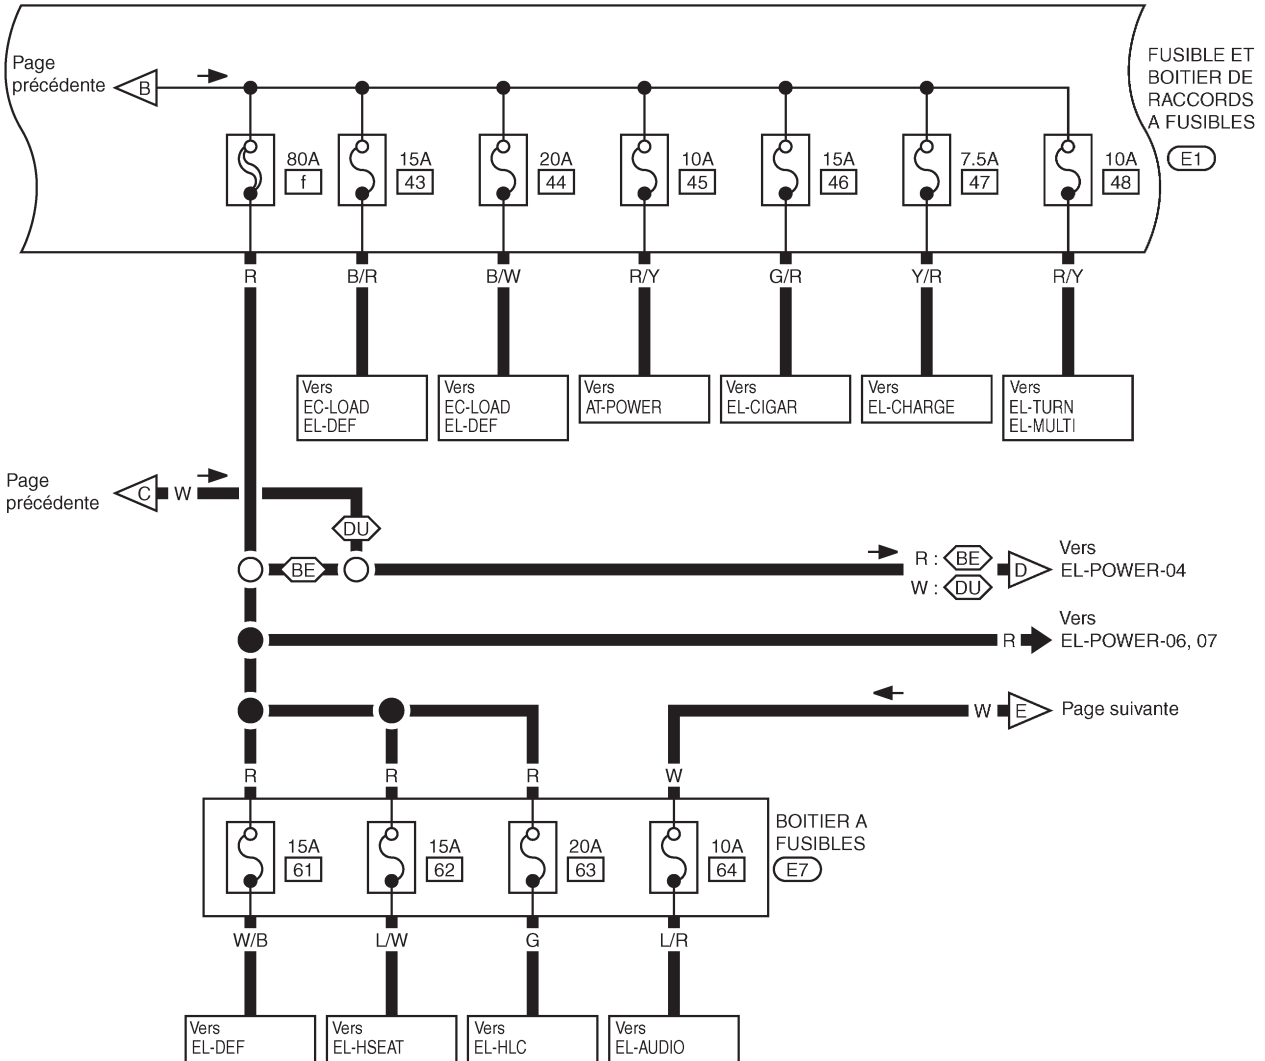 Page
précédente
B
FUSIBLE ET
BOITIER DE
RACCORDS
A FUSIBLES
E1
80A
f
15A
43
20A
44
10A
45
15A
46
7.5A
47
10A
48
R
B/R
B/W
R/Y
G/R
Y/R
R/Y
Vers
EC-LOAD
EL-DEF
Vers
EC-LOAD
EL-DEF
Vers
AT-POWER
Vers
EL-CIGAR
Vers
EL-CHARGE
Vers
EL-TURN
EL-MULTI
Page
précédente
C
W
DU
BE
R : BE
W : DU
D
Vers
EL-POWER-04
R
Vers
EL-POWER-06, 07
W
E
Page suivante
R
R
R
W
15A
61
15A
62
20A
63
10A
64
BOITIER A
FUSIBLES
E7
W/B
L/W
G
L/R
Vers
EL-DEF
Vers
EL-HSEAT
Vers
EL-HLC
Vers
EL-AUDIO